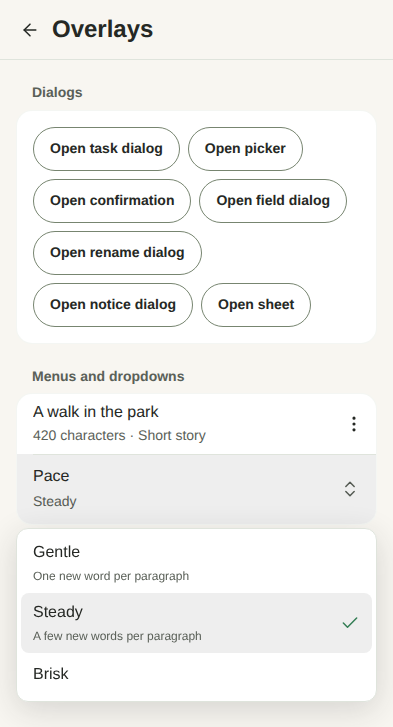 Overlays
Dialogs
Open task dialog
Open picker
Open confirmation
Open field dialog
Open rename dialog
Open notice dialog
Open sheet
Menus and dropdowns
A walk in the park
420 characters · Short story
Pace
Steady
Gentle
One new word per paragraph
Steady
A few new words per paragraph
Brisk